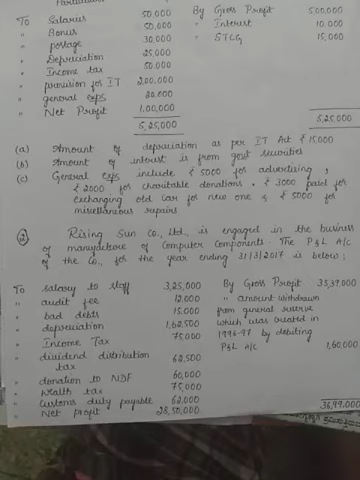 Particulars
To Salaries 50,000 By Gross Profit 5,00,000
" Bonus 50,000 " Interest 10,000
" postage 30,000 " STCG 15,000
" Depreciation 25,000
" Income tax 50,000
" provision for IT 2,00,000
" general exps 20,000
" Net Profit 1,00,000
5,25,000 5,25,000
(a) Amount of depreciation as per IT Act ₹ 15,000
(b) Amount of interest is from govt securities
(c) General Exps include ₹ 5000 for advertising,
₹ 2000 for charitable donations, ₹ 3000 paid for
exchanging old car for new one & ₹ 5000 for
miscellaneous repairs
(2) Rising Sun Co., Ltd., is engaged in the business
of manufacture of Computer Components. The P&L A/c
of the Co., for the year ending 31/3/2017 is below;
To salary to staff 3,25,000 By Gross Profit 35,39,000
" audit fee 12,000 " amount withdrawn
" bad debts 15,000 from general reserve
" depreciation 1,62,500 which was created in
" Income Tax 75,000 1996-97 by debiting
" dividend distribution tax 62,500 P&L A/c 1,60,000
" donation to NDF 60,000
" Wealth tax 75,000
" Customs duty payable 62,000
" Net profit 28,50,000 36,99,000